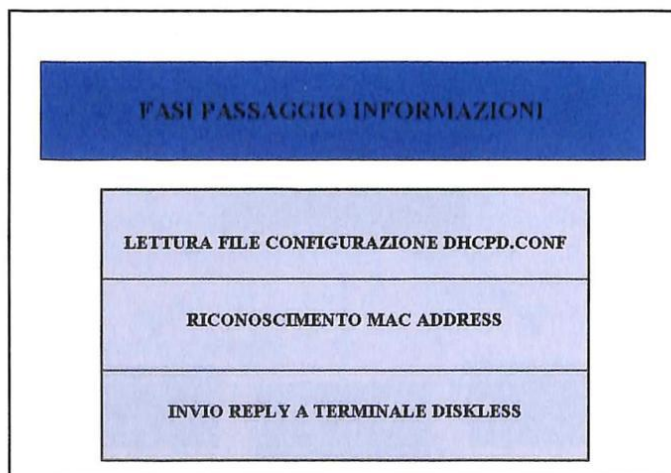 FASI PASSAGGIO INFORMAZIONI
LETTURA FILE CONFIGURAZIONE DHCPD.CONF
RICONOSCIMENTO MAC ADDRESS
INVIO REPLY A TERMINALE DISKLESS